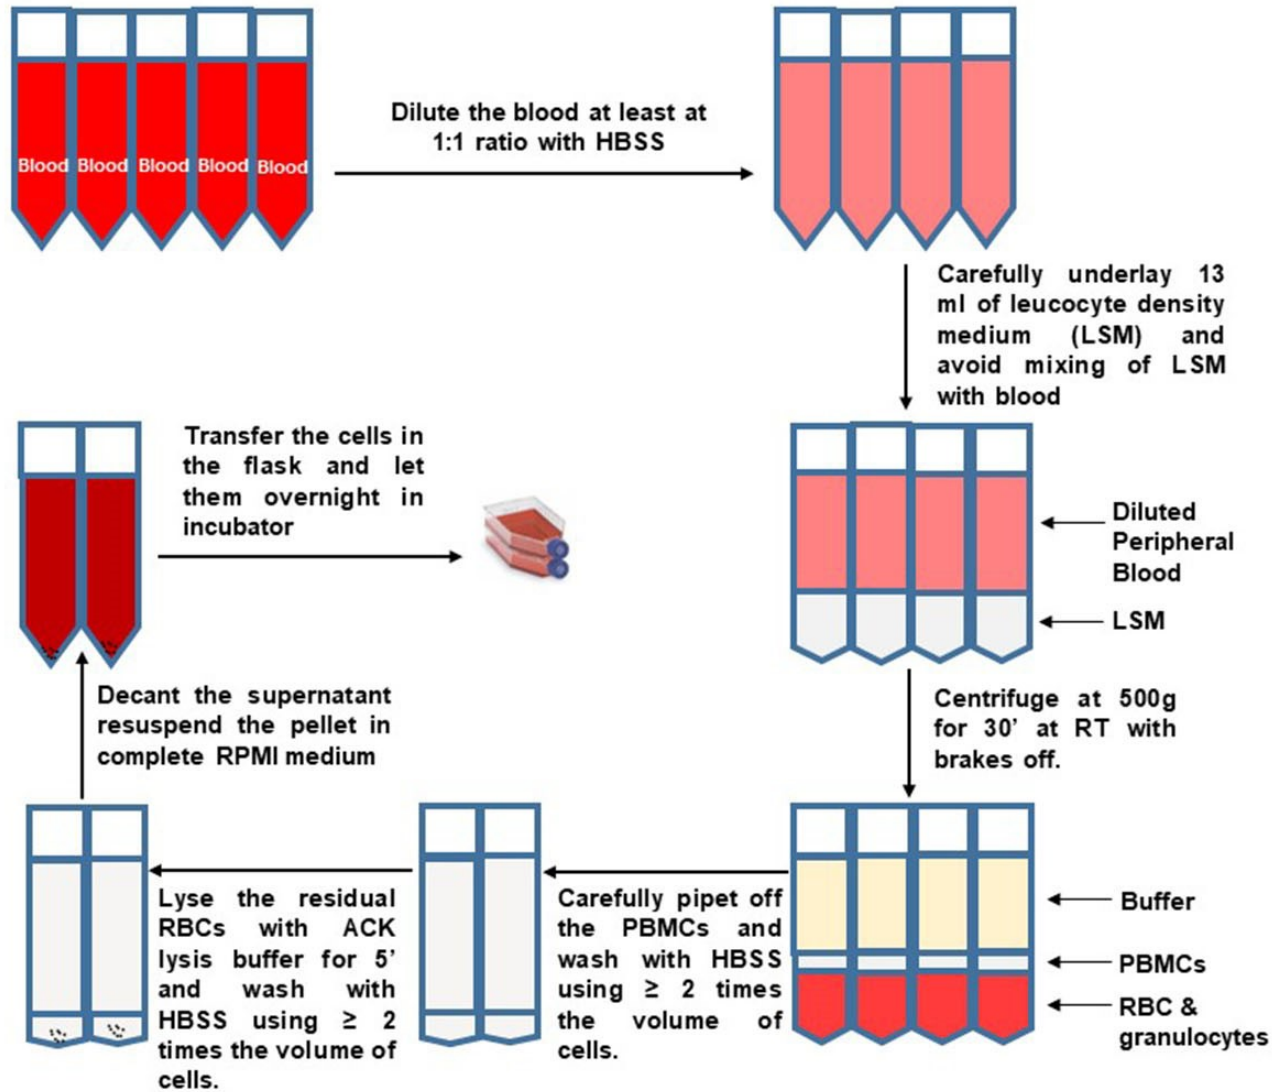 Blood Blood Blood Blood Blood
Dilute the blood at least at
1:1 ratio with HBSS
Carefully underlay 13
ml of leucocyte density
medium (LSM) and
avoid mixing of LSM
with blood
Diluted
Peripheral
Blood
LSM
Centrifuge at 500g
for 30’ at RT with
brakes off.
Buffer
PBMCs
RBC &
granulocytes
Carefully pipet off
the PBMCs and
wash with HBSS
using ≥ 2 times
the volume of
cells.
Lyse the residual
RBCs with ACK
lysis buffer for 5’
and wash with
HBSS using ≥ 2
times the volume of
cells.
Decant the supernatant
resuspend the pellet in
complete RPMI medium
Transfer the cells in
the flask and let
them overnight in
incubator